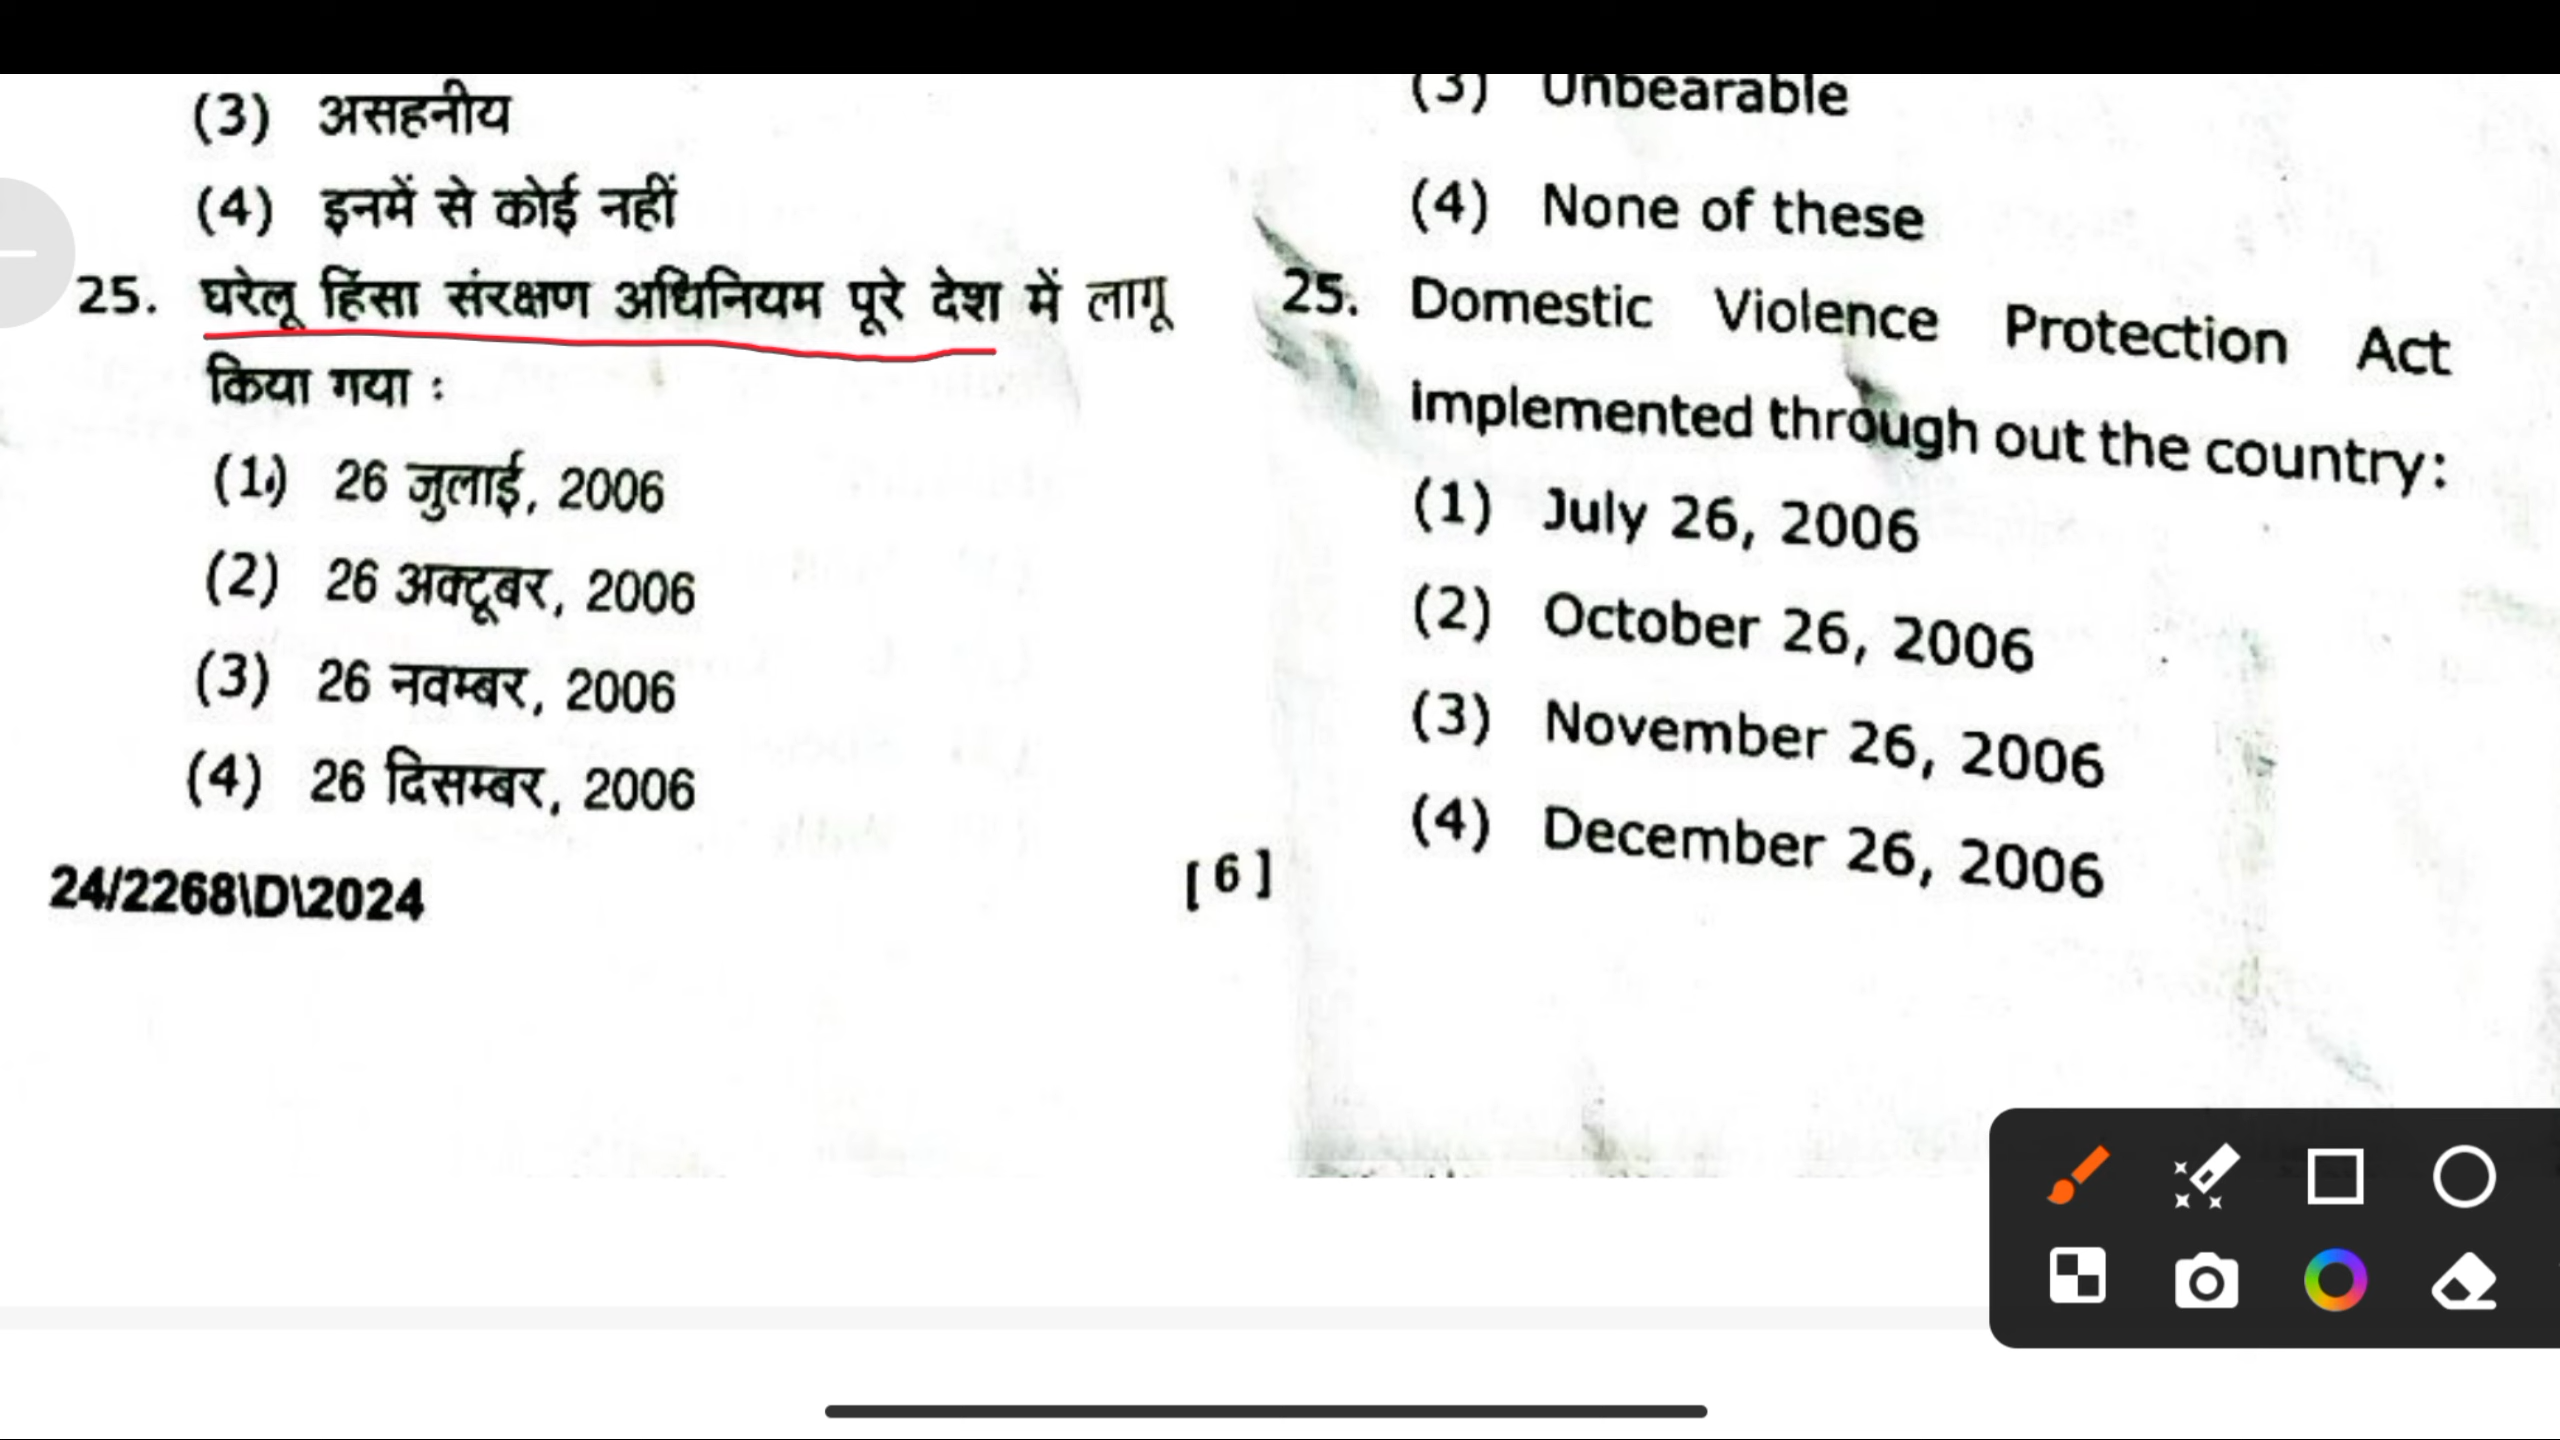 (3) असहनीय
(4) इनमें से कोई नहीं
25. घरेलू हिंसा संरक्षण अधिनियम पूरे देश में लागू
किया गया :
(1) 26 जुलाई, 2006
(2) 26 अक्टूबर, 2006
(3) 26 नवम्बर, 2006
(4) 26 दिसम्बर, 2006
24/2268\D\2024
[ 6 ]
(3) Unbearable
(4) None of these
25. Domestic Violence Protection Act
implemented through out the country:
(1) July 26, 2006
(2) October 26, 2006
(3) November 26, 2006
(4) December 26, 2006